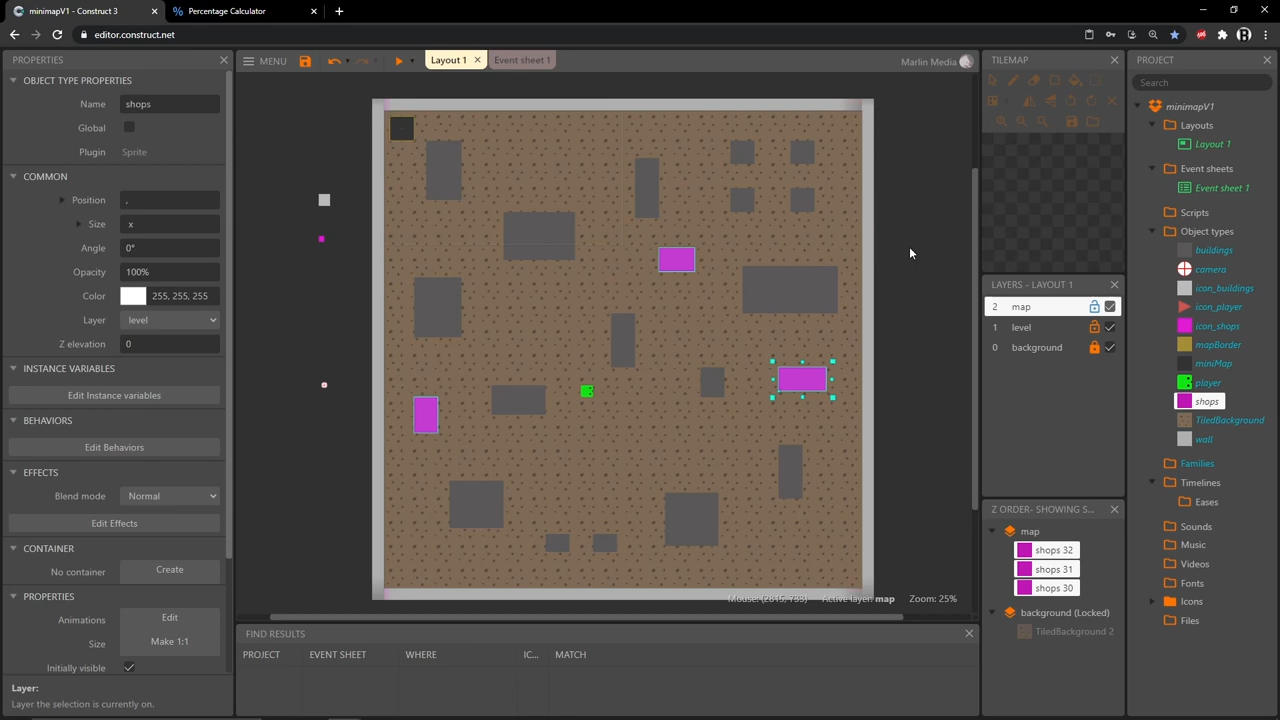 minimapV1 - Construct 3
Percentage Calculator
editor.construct.net
PROPERTIES
OBJECT TYPE PROPERTIES
Name
shops
Global
Plugin
Sprite
COMMON
Position
,
Size
x
Angle
0°
Opacity
100%
Color
255, 255, 255
Layer
level
Z elevation
0
INSTANCE VARIABLES
Edit Instance variables
BEHAVIORS
Edit Behaviors
EFFECTS
Blend mode
Normal
Edit Effects
CONTAINER
No container
Create
PROPERTIES
Animations
Edit
Size
Make 1:1
Initially visible
Layer:
Layer the selection is currently on.
MENU
Layout 1
Event sheet 1
Marlin Media
Active layer: map
Zoom: 25%
FIND RESULTS
PROJECT
EVENT SHEET
WHERE
IC...
MATCH
TILEMAP
LAYERS - LAYOUT 1
2 map
1 level
0 background
Z ORDER- SHOWING S...
map
shops 32
shops 31
shops 30
background (Locked)
TiledBackground 2
PROJECT
Search
minimapV1
Layouts
Layout 1
Event sheets
Event sheet 1
Scripts
Object types
buildings
camera
icon_buildings
icon_player
icon_shops
mapBorder
miniMap
player
shops
TiledBackground
wall
Families
Timelines
Eases
Sounds
Music
Videos
Fonts
Icons
Files